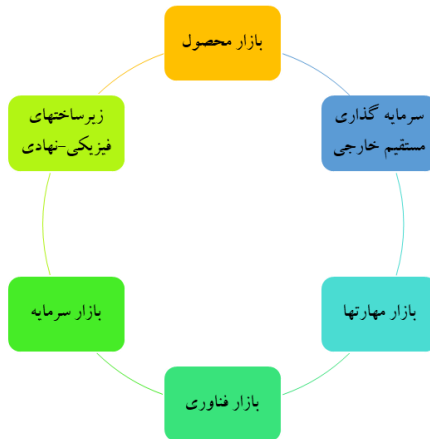 بازار محصول
سرمایه گذاری
مستقیم خارجی
بازار مهارتها
بازار فناوری
بازار سرمایه
زیرساختهای
فیزیکی-نهادی